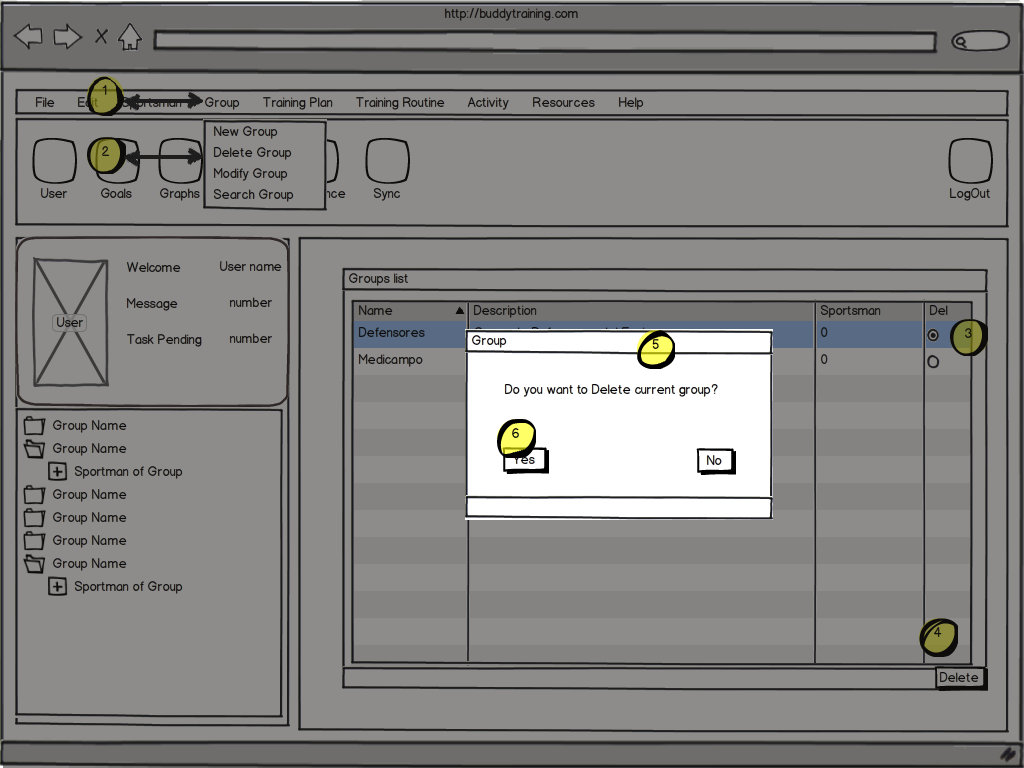 http://buddytraining.com
1
File Edit Sportsman Group Training Plan Training Routine Activity Resources Help
New Group
2
Delete Group
Modify Group
Search Group
User Goals Graphs nce Sync LogOut
Welcome User name
Message number
User
Task Pending number
Groups list
Name Description Sportsman Del
Defensores 0 3
Medicampo 0
Group 5
Do you want to Delete current group?
6
Yes No
Group Name
Group Name
Sportman of Group
Group Name
Group Name
Group Name
Group Name
Sportman of Group
4
Delete